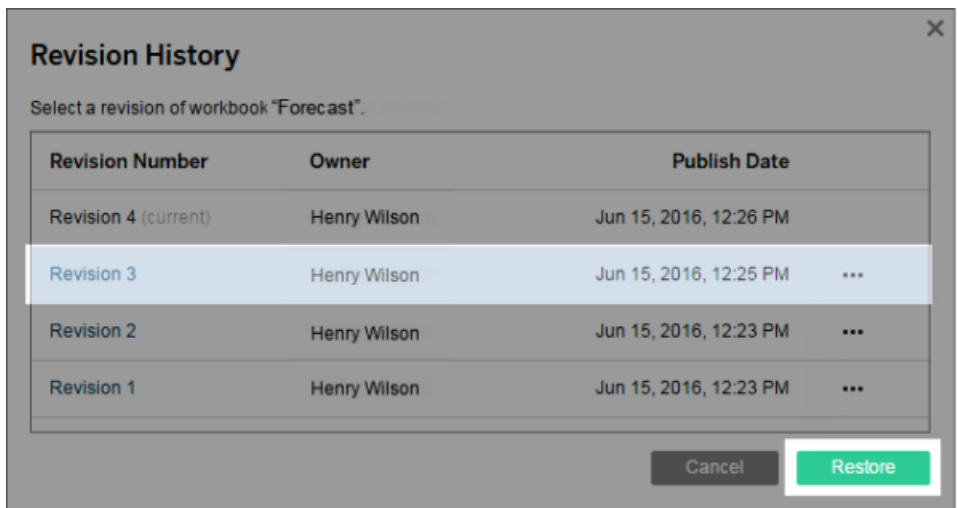 Revision History
Select a revision of workbook “Forecast”.
Revision Number Owner Publish Date
Revision 4 (current) Henry Wilson Jun 15, 2016, 12:26 PM
Revision 3 Henry Wilson Jun 15, 2016, 12:25 PM ...
Revision 2 Henry Wilson Jun 15, 2016, 12:23 PM ...
Revision 1 Henry Wilson Jun 15, 2016, 12:23 PM ...
Cancel Restore